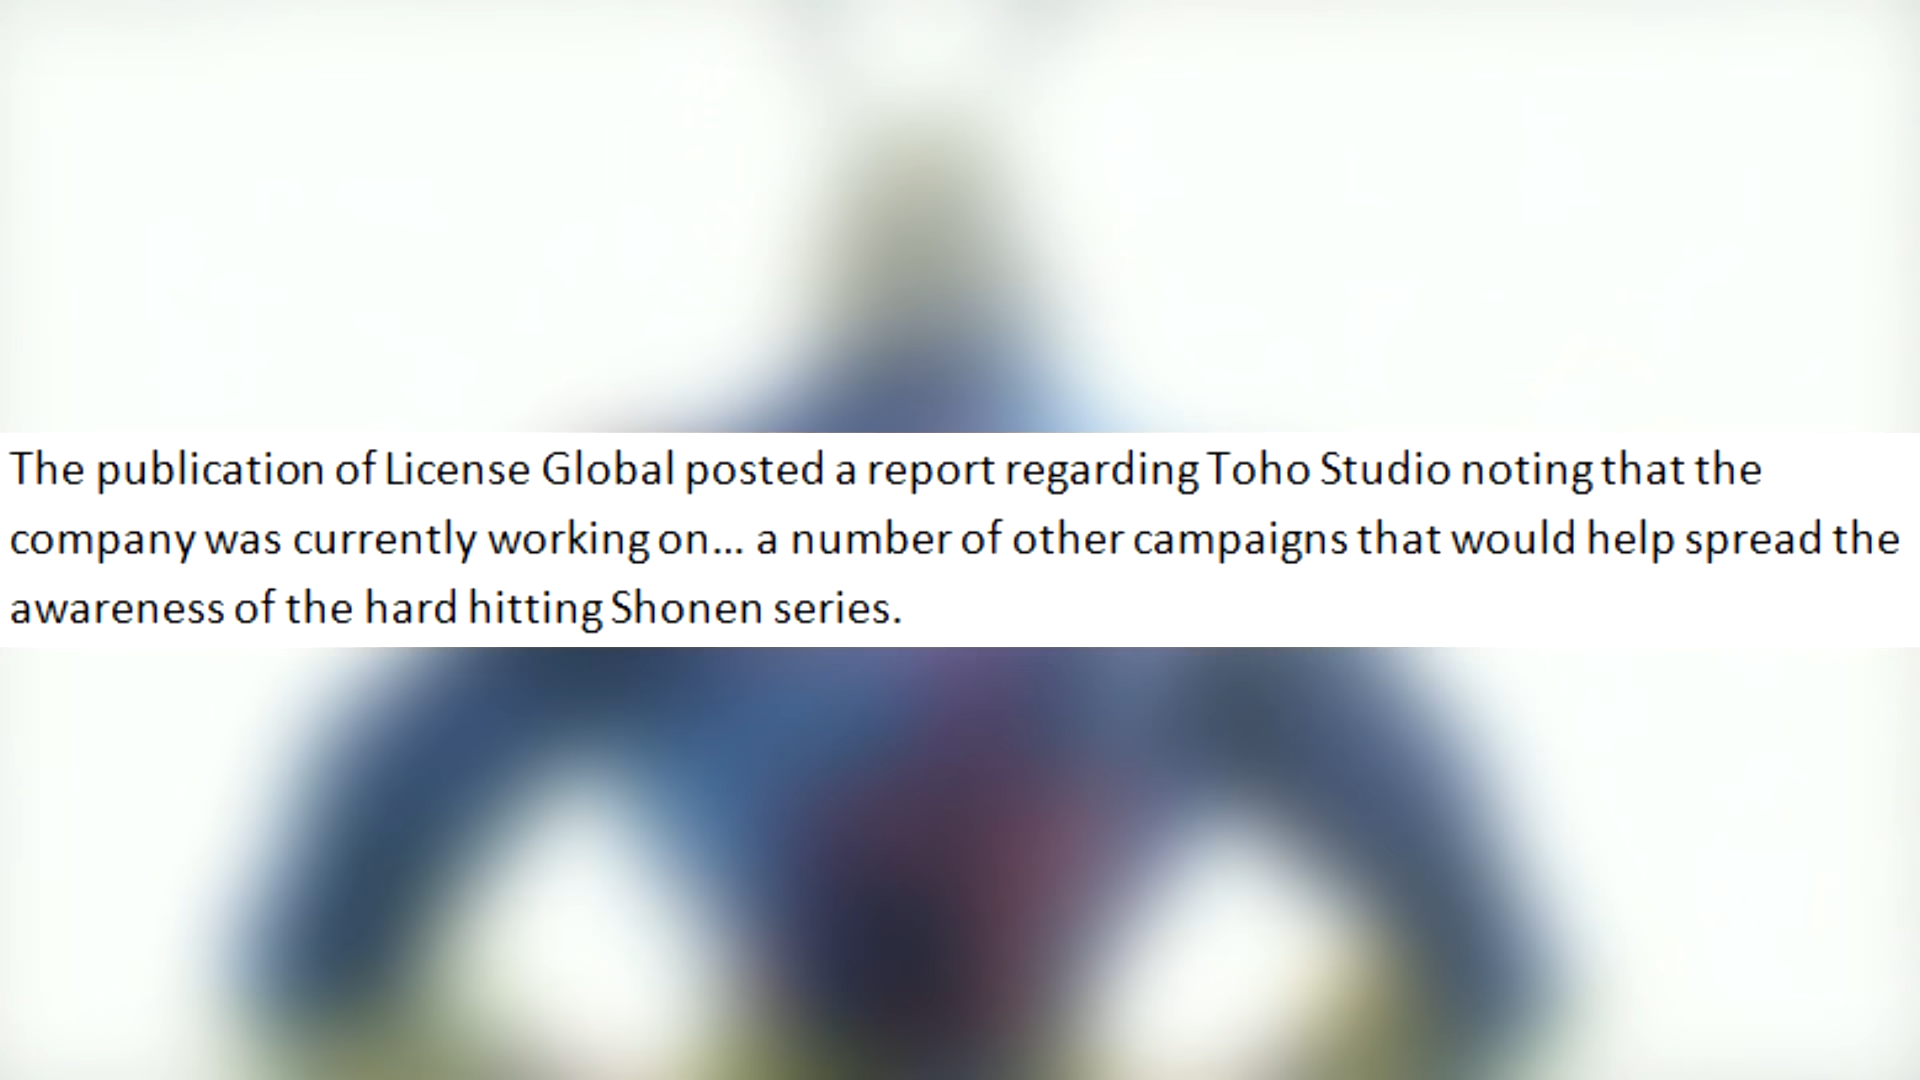 The publication of License Global posted a report regarding Toho Studio noting that the
company was currently working on... a number of other campaigns that would help spread the
awareness of the hard hitting Shonen series.